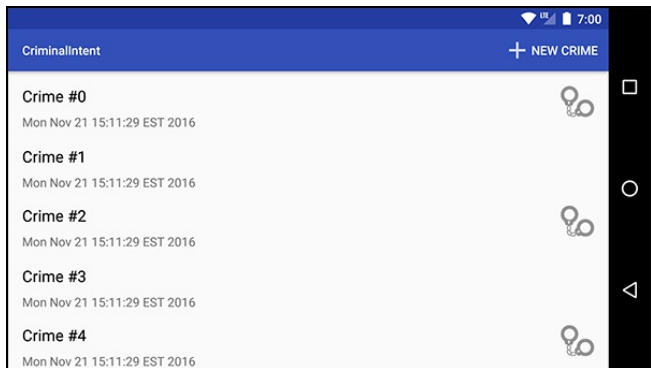 LTE 7:00
CriminalIntent + NEW CRIME
Crime #0
Mon Nov 21 15:11:29 EST 2016
Crime #1
Mon Nov 21 15:11:29 EST 2016
Crime #2
Mon Nov 21 15:11:29 EST 2016
Crime #3
Mon Nov 21 15:11:29 EST 2016
Crime #4
Mon Nov 21 15:11:29 EST 2016